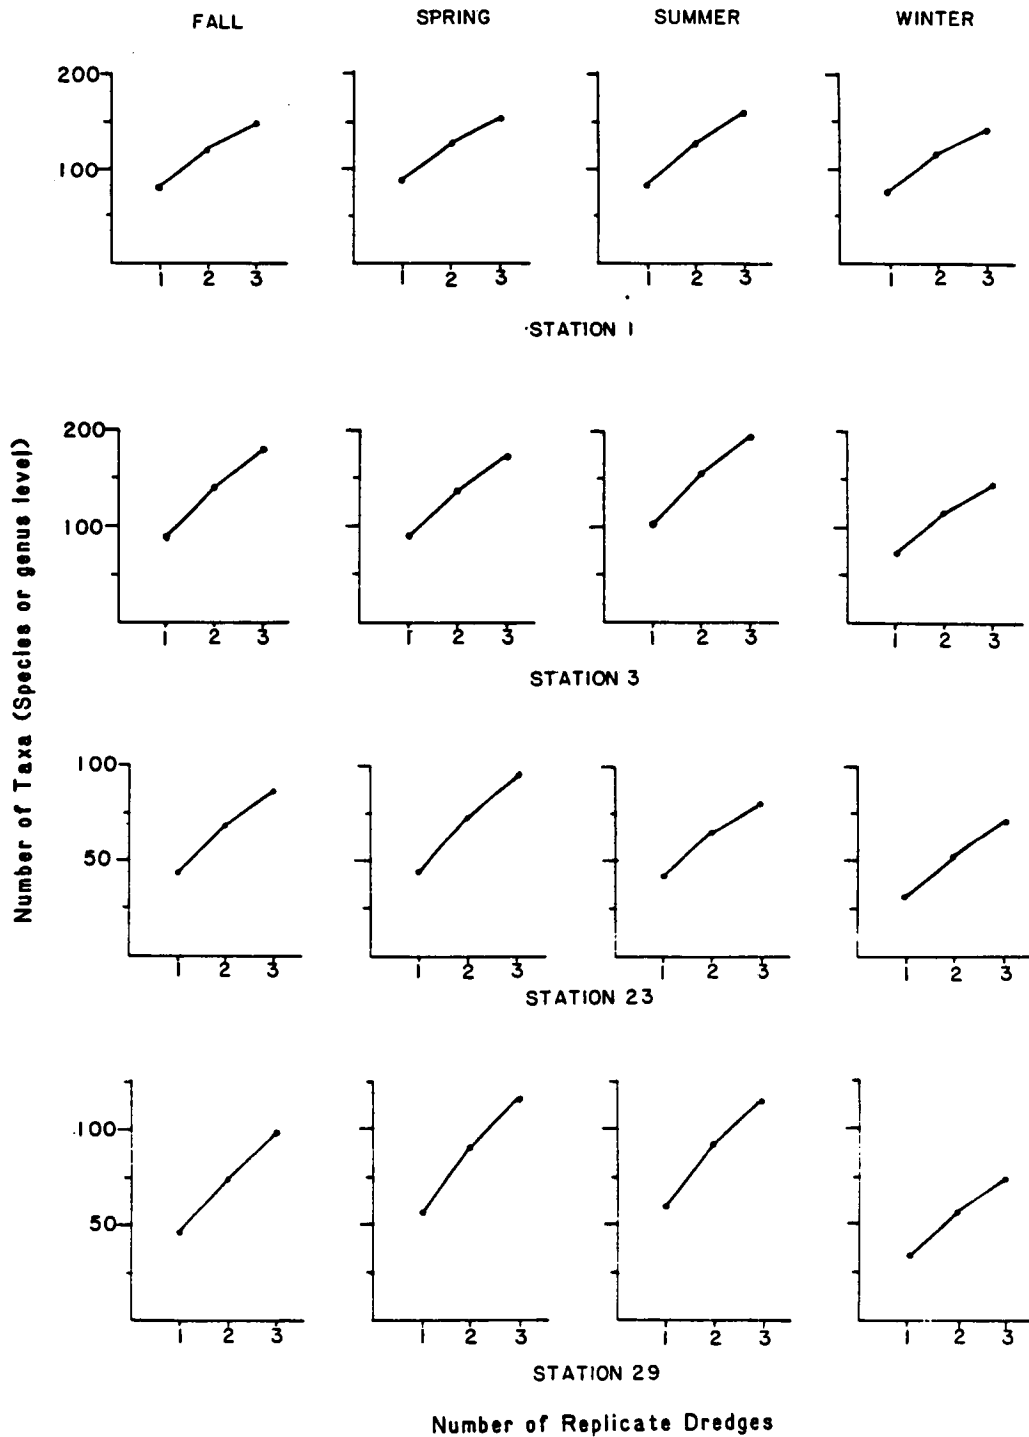 FALL SPRING SUMMER WINTER
200
100
1 2 3 1 2 3 1 2 3 1 2 3
STATION 1
200
100
1 2 3 1 2 3 1 2 3 1 2 3
STATION 3
100
50
1 2 3 1 2 3 1 2 3 1 2 3
STATION 23
100
50
1 2 3 1 2 3 1 2 3 1 2 3
STATION 29
Number of Taxa (Species or genus level)
Number of Replicate Dredges